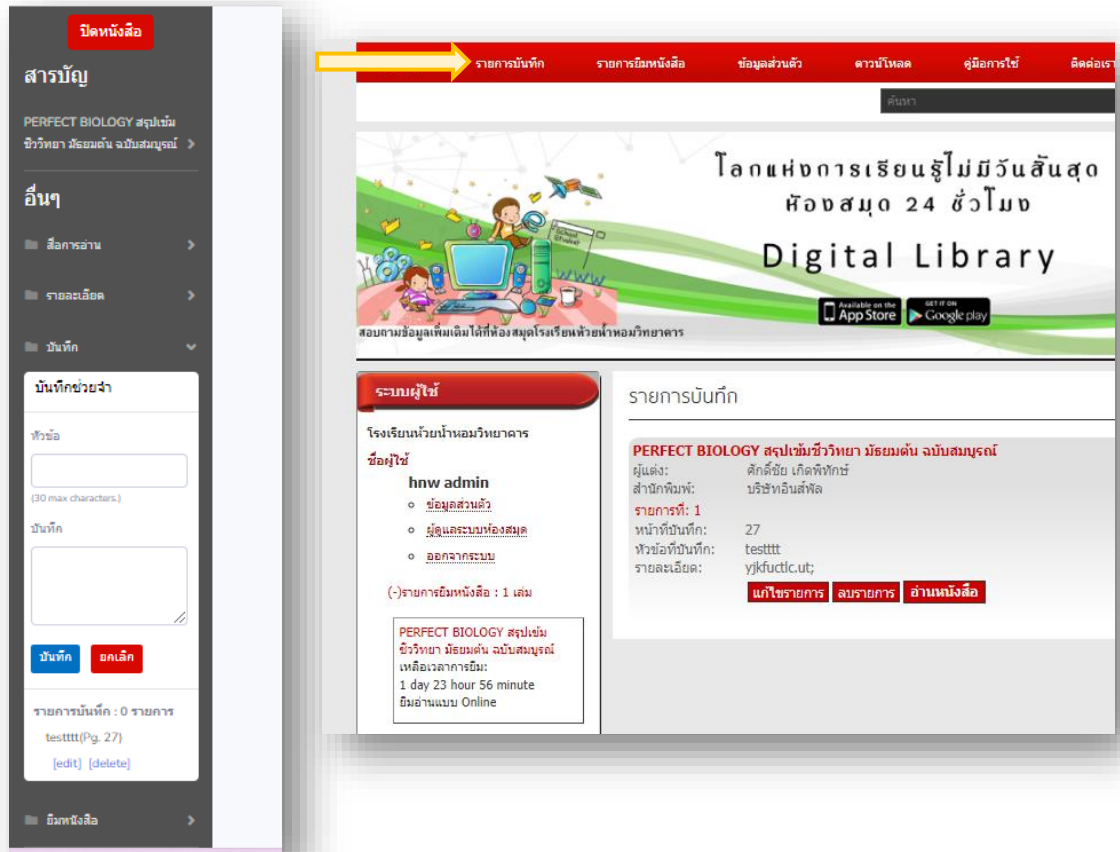 ปิดหนังสือ
สารบัญ
PERFECT BIOLOGY สรุปเข้ม
ชีววิทยา มัธยมต้น ฉบับสมบูรณ์
อื่นๆ
สื่อการอ่าน
รายละเอียด
บันทึก
บันทึกช่วยจำ
หัวข้อ
(30 max characters.)
บันทึก
บันทึก ยกเลิก
รายการบันทึก : 0 รายการ
testttt(Pg. 27)
[edit] [delete]
ยืมหนังสือ
รายการบันทึก รายการยืมหนังสือ ข้อมูลส่วนตัว ดาวน์โหลด คู่มือการใช้ ติดต่อเรา
ค้นหา
โลกแห่งการเรียนรู้ไม่มีวันสิ้นสุด
ห้องสมุด 24 ชั่วโมง
Digital Library
WWW
Available on the App Store GET IT ON Google play
สอบถามข้อมูลเพิ่มเติมได้ที่ห้องสมุดโรงเรียนห้วยน้ำหอมวิทยาคาร
ระบบผู้ใช้
โรงเรียนห้วยน้ำหอมวิทยาคาร
ชื่อผู้ใช้
hnw admin
ข้อมูลส่วนตัว
ผู้ดูแลระบบห้องสมุด
ออกจากระบบ
(-)รายการยืมหนังสือ : 1 เล่ม
PERFECT BIOLOGY สรุปเข้ม
ชีววิทยา มัธยมต้น ฉบับสมบูรณ์
เหลือเวลาการยืม:
1 day 23 hour 56 minute
ยืมอ่านแบบ Online
รายการบันทึก
PERFECT BIOLOGY สรุปเข้มชีววิทยา มัธยมต้น ฉบับสมบูรณ์
ผู้แต่ง: ศักดิ์ชัย เกิดพิทักษ์
สำนักพิมพ์: บริษัทอินส์พัล
รายการที่: 1
หน้าที่บันทึก: 27
หัวข้อที่บันทึก: testttt
รายละเอียด: yjkfuctlc.ut;
แก้ไขรายการ ลบรายการ อ่านหนังสือ